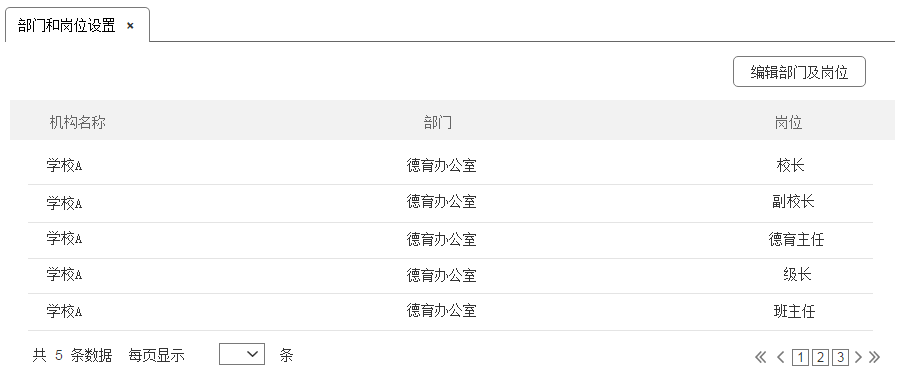 部门和岗位设置 ×
编辑部门及岗位
机构名称 部门 岗位
学校A 德育办公室 校长
学校A 德育办公室 副校长
学校A 德育办公室 德育主任
学校A 德育办公室 级长
学校A 德育办公室 班主任
共 5 条数据 每页显示 条 « < 1 2 3 > »